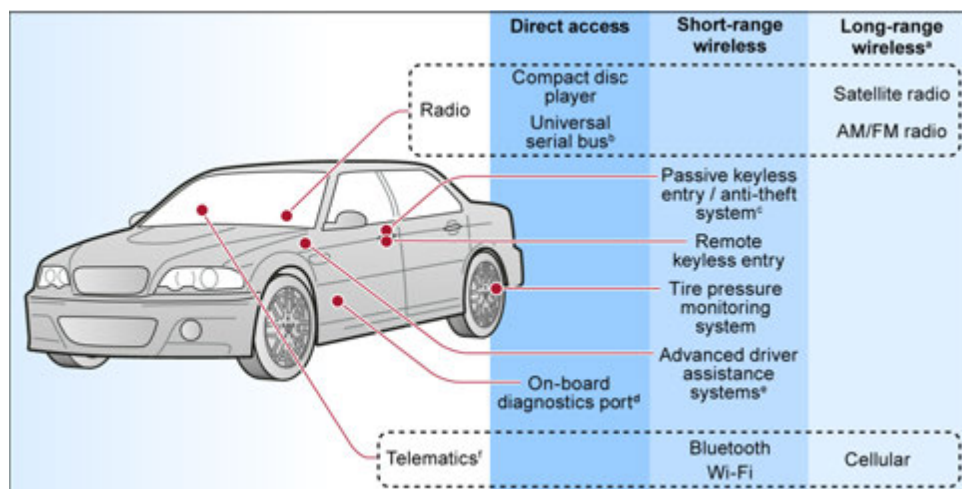 Direct access
Short-range
wireless
Long-range
wirelessᵃ
Radio
Compact disc
player
Universal
serial busᵇ
Satellite radio
AM/FM radio
Passive keyless
entry / anti-theft
systemᶜ
Remote
keyless entry
Tire pressure
monitoring
system
Advanced driver
assistance
systemsᵉ
On-board
diagnostics portᵈ
Telematicsᶠ
Bluetooth
Wi-Fi
Cellular